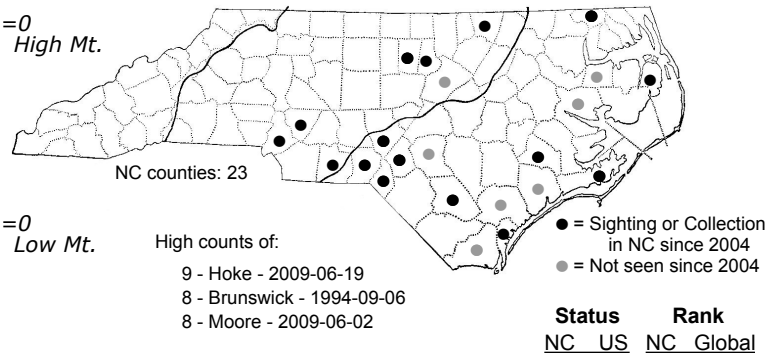 =0
High Mt.
NC counties: 23
=0
Low Mt.
High counts of:
9 - Hoke - 2009-06-19
8 - Brunswick - 1994-09-06
8 - Moore - 2009-06-02
= Sighting or Collection
in NC since 2004
= Not seen since 2004
Status Rank
NC US NC Global